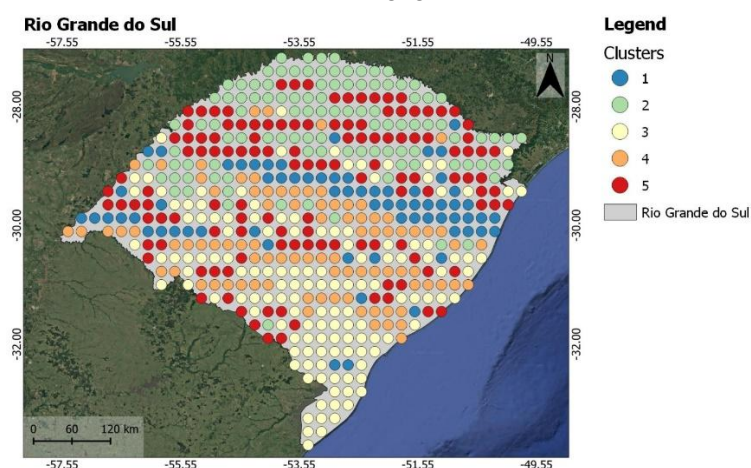 Rio Grande do Sul
-57.55 -55.55 -53.55 -51.55 -49.55
Legend
Clusters
1
2
3
4
5
Rio Grande do Sul
N
-28.00 -28.00
-30.00 -30.00
-32.00 -32.00
0 60 120 km
-57.55 -55.55 -53.55 -51.55 -49.55